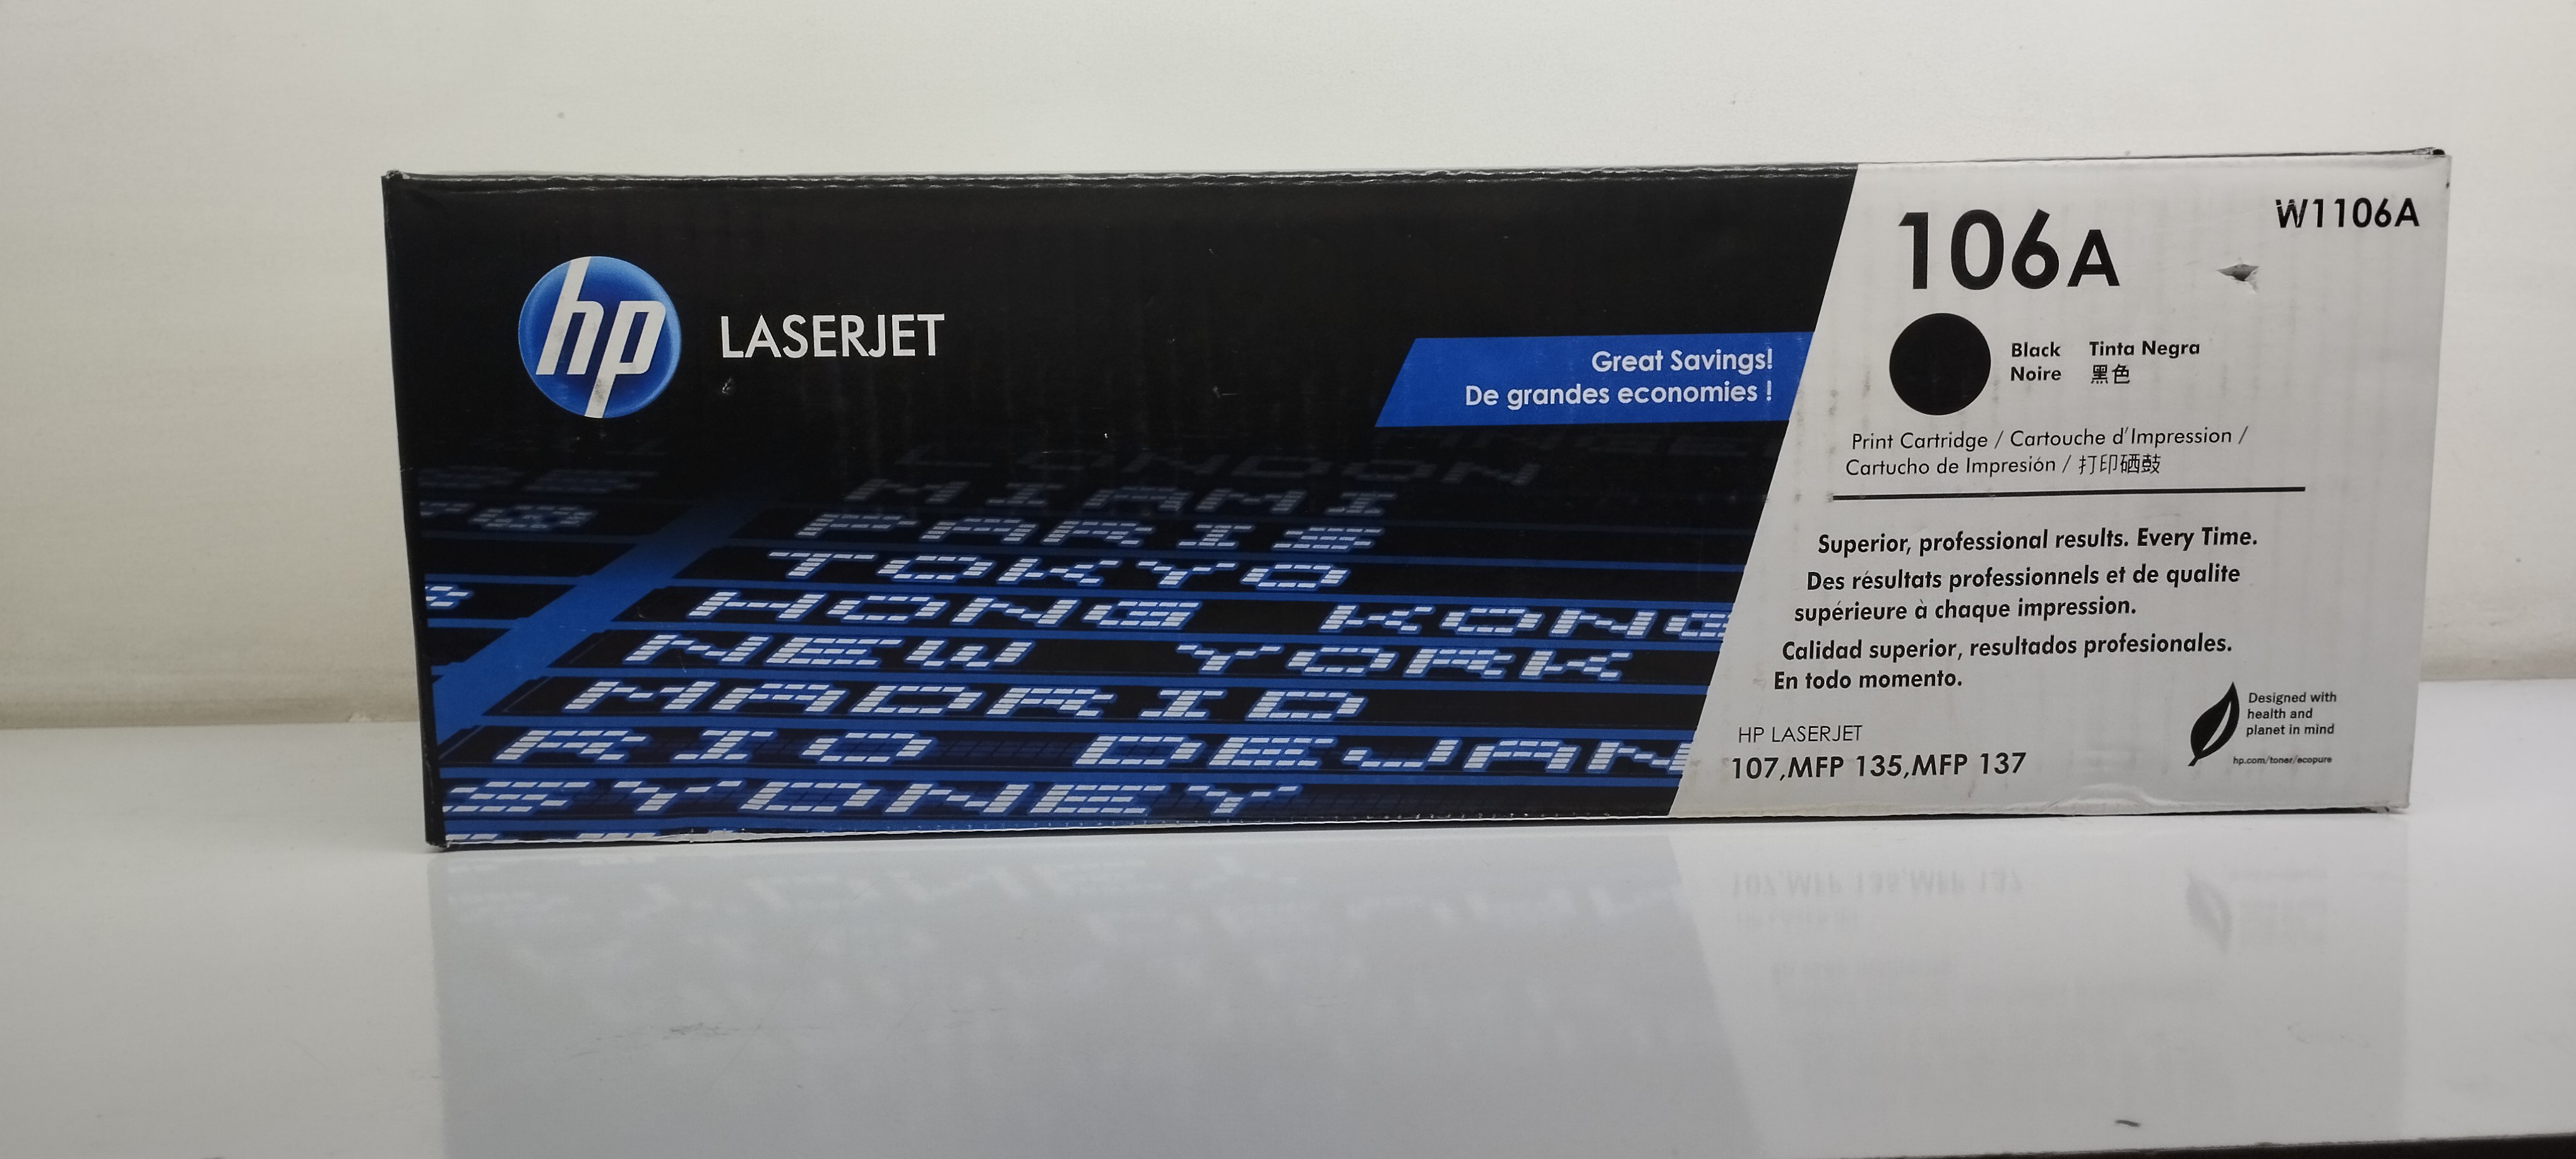 hp
LASERJET
Great Savings!
De grandes economies !
LONDON
MIAMI
PARIS
TOKYO
HONG KONG
NEW YORK
MADRID
RIO DEJAN
SYDNEY
106A
W1106A
Black Tinta Negra
Noire 黑色
Print Cartridge / Cartouche d'Impression /
Cartucho de Impresión / 打印硒鼓
Superior, professional results. Every Time.
Des résultats professionnels et de qualite
supérieure à chaque impression.
Calidad superior, resultados profesionales.
En todo momento.
HP LASERJET
107,MFP 135,MFP 137
Designed with
health and
planet in mind
hp.com/toner/ecopure